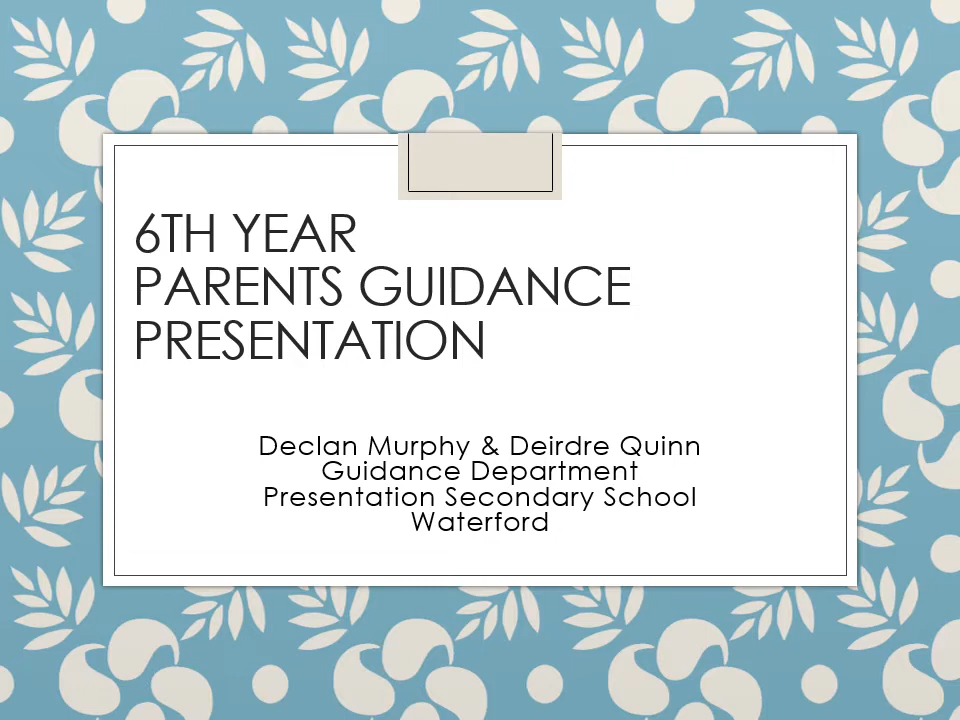 6TH YEAR
PARENTS GUIDANCE
PRESENTATION
Declan Murphy & Deirdre Quinn
Guidance Department
Presentation Secondary School
Waterford